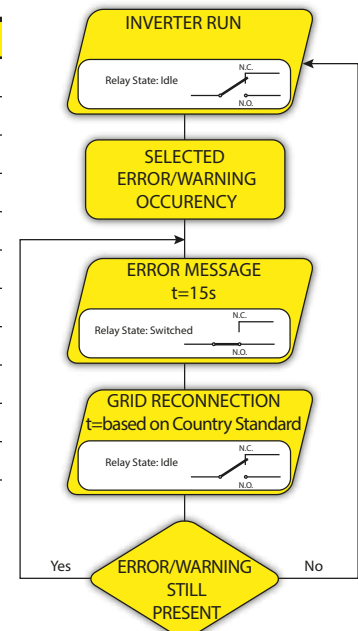 INVERTER RUN
Relay State: Idle
N.C.
N.O.
SELECTED
ERROR/WARNING
OCCURENCY
ERROR MESSAGE
t=15s
Relay State: Switched
N.C.
N.O.
GRID RECONNECTION
t=based on Country Standard
Relay State: Idle
N.C.
N.O.
Yes
ERROR/WARNING
No
STILL
PRESENT